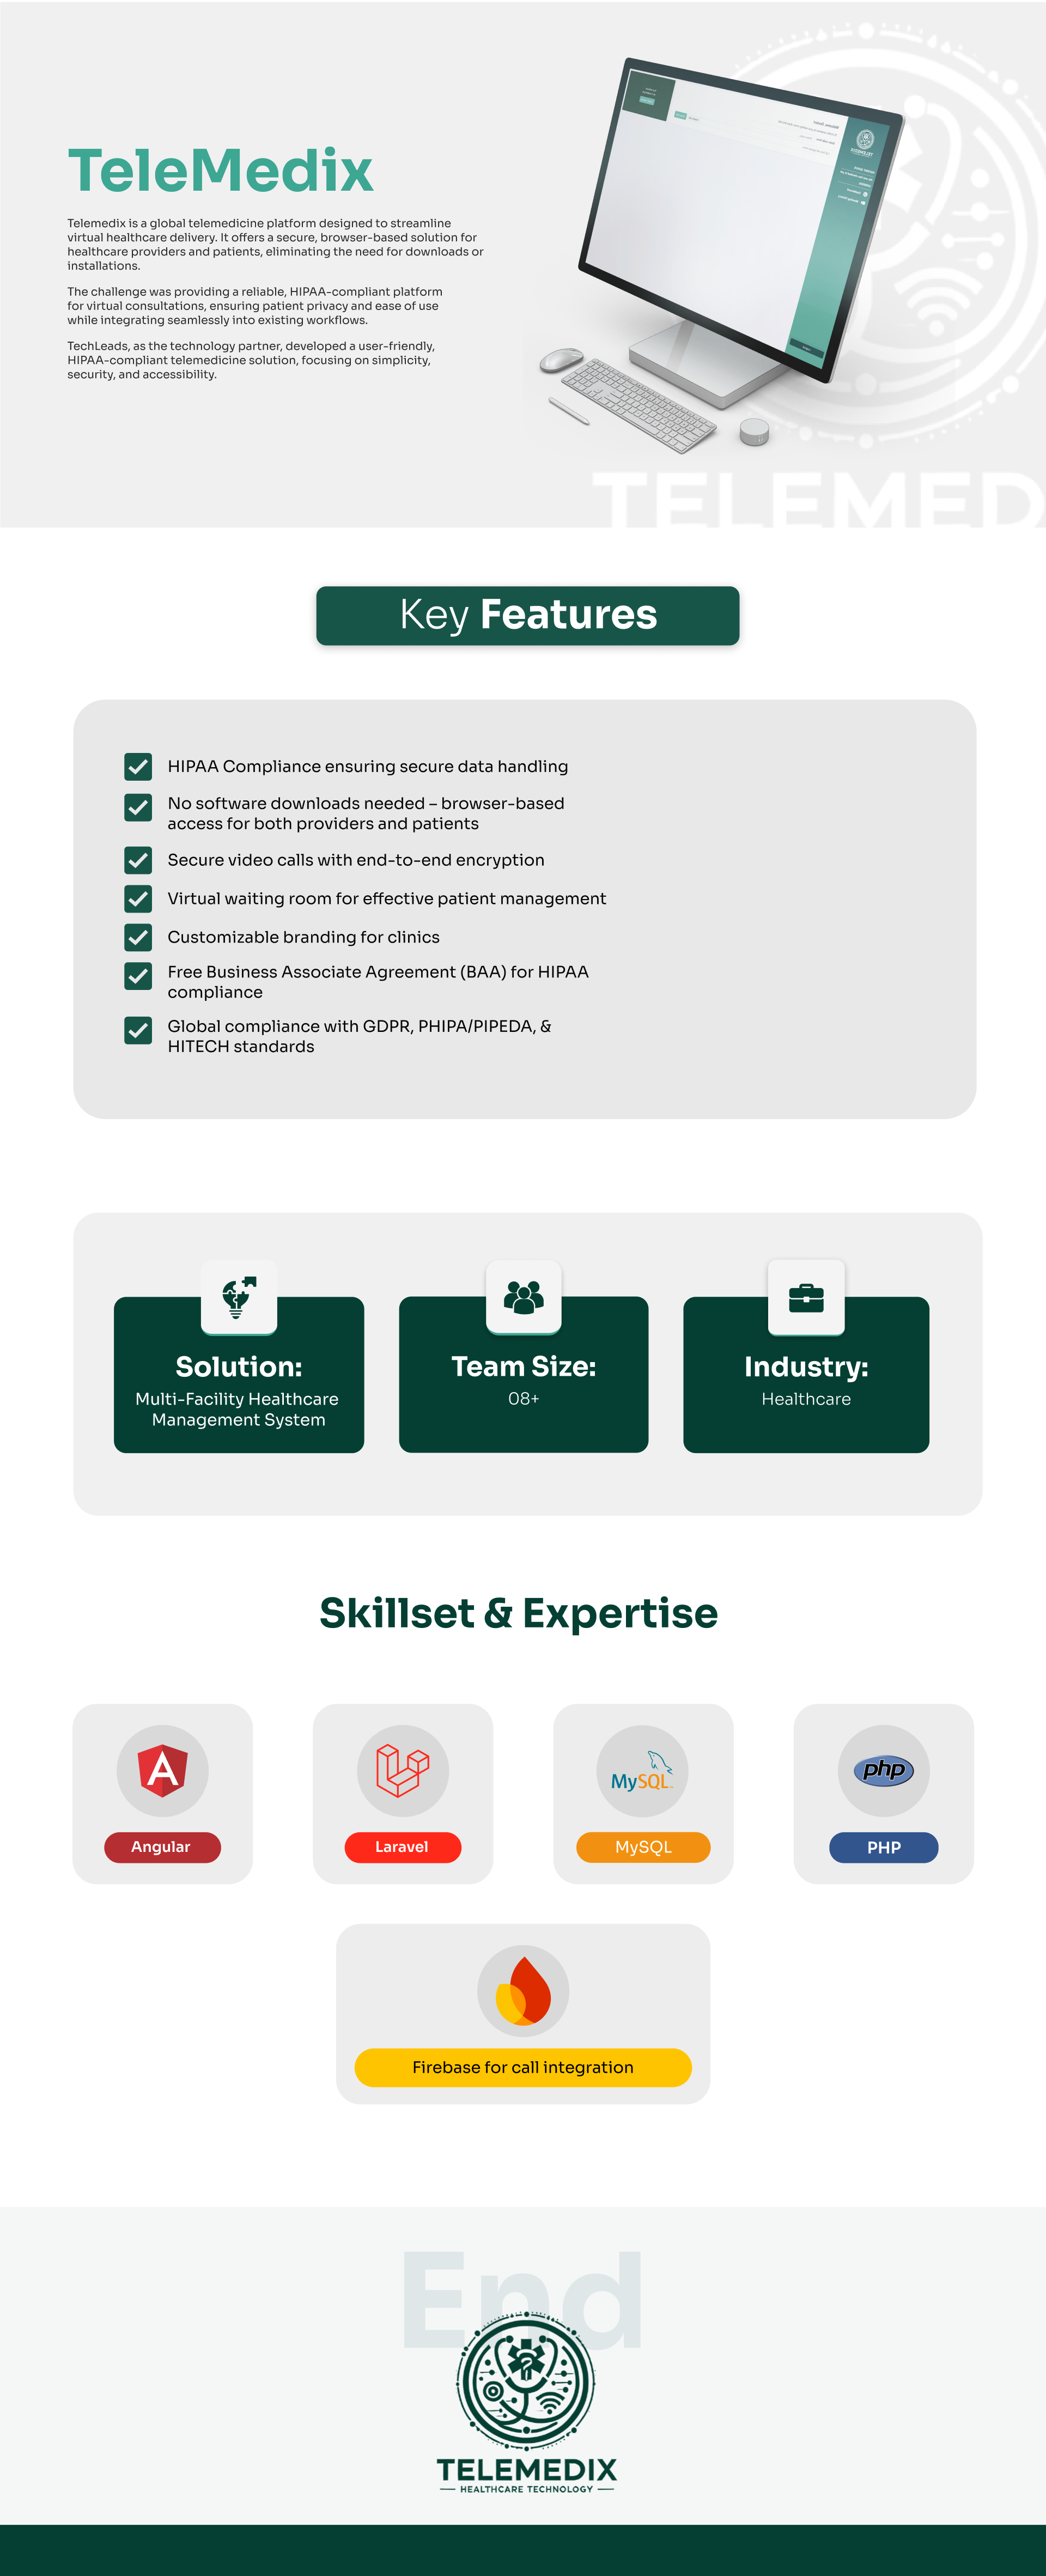 TeleMedix
Telemedix is a global telemedicine platform designed to streamline
virtual healthcare delivery. It offers a secure, browser-based solution for
healthcare providers and patients, eliminating the need for downloads or
installations.
The challenge was providing a reliable, HIPAA-compliant platform
for virtual consultations, ensuring patient privacy and ease of use
while integrating seamlessly into existing workflows.
TechLeads, as the technology partner, developed a user-friendly,
HIPAA-compliant telemedicine solution, focusing on simplicity,
security, and accessibility.
TELEMED
Key Features
HIPAA Compliance ensuring secure data handling
No software downloads needed – browser-based
access for both providers and patients
Secure video calls with end-to-end encryption
Virtual waiting room for effective patient management
Customizable branding for clinics
Free Business Associate Agreement (BAA) for HIPAA
compliance
Global compliance with GDPR, PHIPA/PIPEDA, &
HITECH standards
Solution:
Multi-Facility Healthcare
Management System
Team Size:
08+
Industry:
Healthcare
Skillset & Expertise
Angular
Laravel
MySQL
MySQL
php
PHP
Firebase for call integration
End
TELEMEDIX
HEALTHCARE TECHNOLOGY